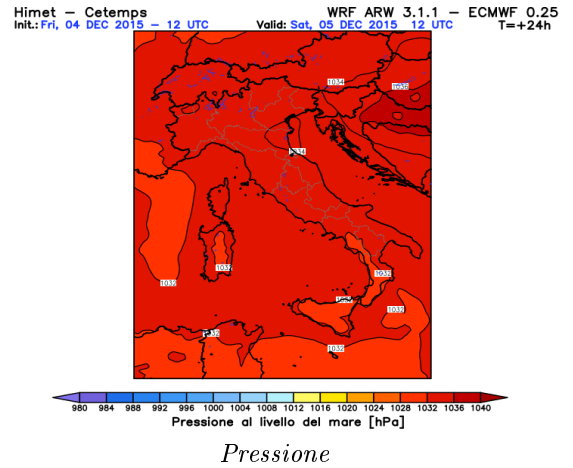 Himet − Cetemps WRF ARW 3.1.1 − ECMWF 0.25
Init.: Fri, 04 DEC 2015 − 12 UTC Valid: Sat, 05 DEC 2015 12 UTC T=+24h
1034
1036
1034
1032
1032
1032
1032
1032
1032
980 984 988 992 996 1000 1004 1008 1012 1016 1020 1024 1028 1032 1036 1040
Pressione al livello del mare [hPa]
Pressione